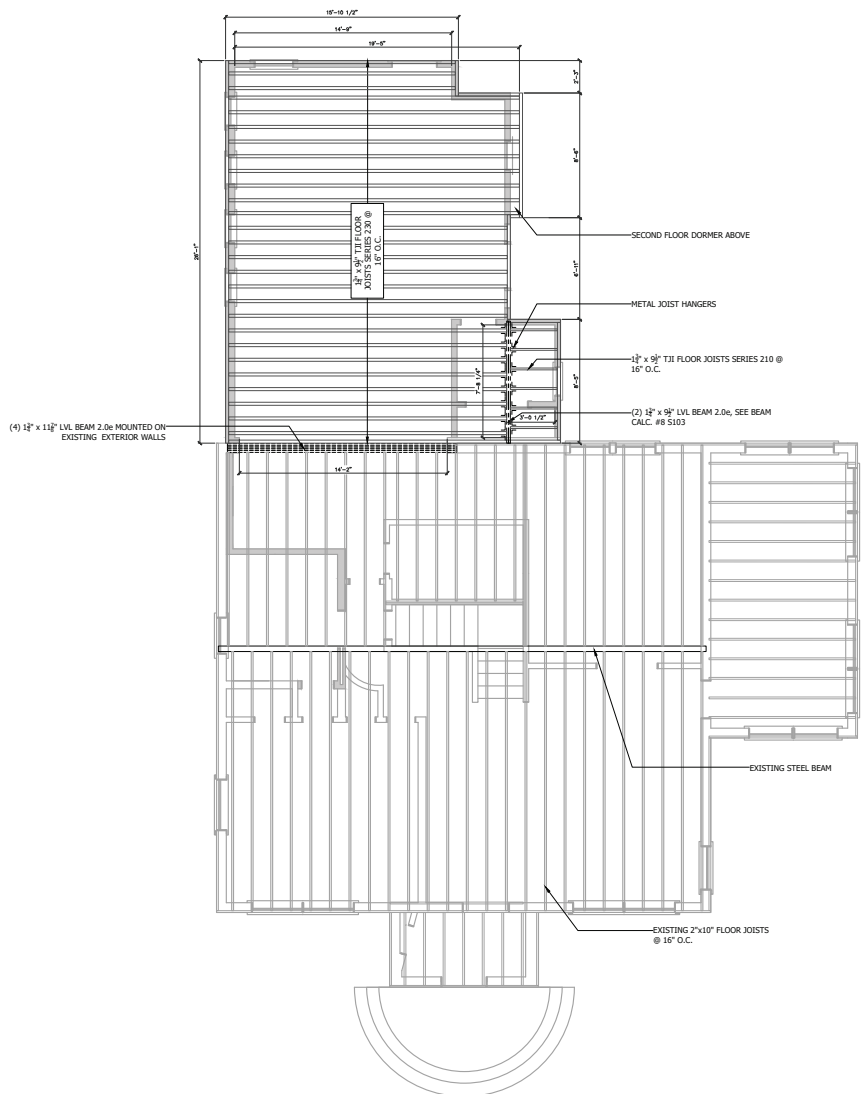 15'-10 1/2"
14'-9"
19'-5"
2'-3"
8'-6"
26'-1"
1¾" x 9½" TJI FLOOR
JOISTS SERIES 230 @
16" O.C.
SECOND FLOOR DORMER ABOVE
6'-11"
METAL JOIST HANGERS
1¾" x 9½" TJI FLOOR JOISTS SERIES 210 @
16" O.C.
7'-8 1/4"
8'-5"
3'-0 1/2"
(2) 1¾" x 9½" LVL BEAM 2.0e, SEE BEAM
CALC. #8 S103
(4) 1¾" x 11⅞" LVL BEAM 2.0e MOUNTED ON
EXISTING EXTERIOR WALLS
14'-2"
EXISTING STEEL BEAM
EXISTING 2"x10" FLOOR JOISTS
@ 16" O.C.